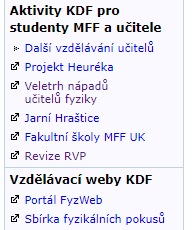 Aktivity KDF pro
studenty MFF a učitele
Další vzdělávání učitelů
Projekt Heuréka
Veletrh nápadů
učitelů fyziky
Jarní Hraštice
Fakultní školy MFF UK
Revize RVP
Vzdělávací weby KDF
Portál FyzWeb
Sbírka fyzikálních pokusů